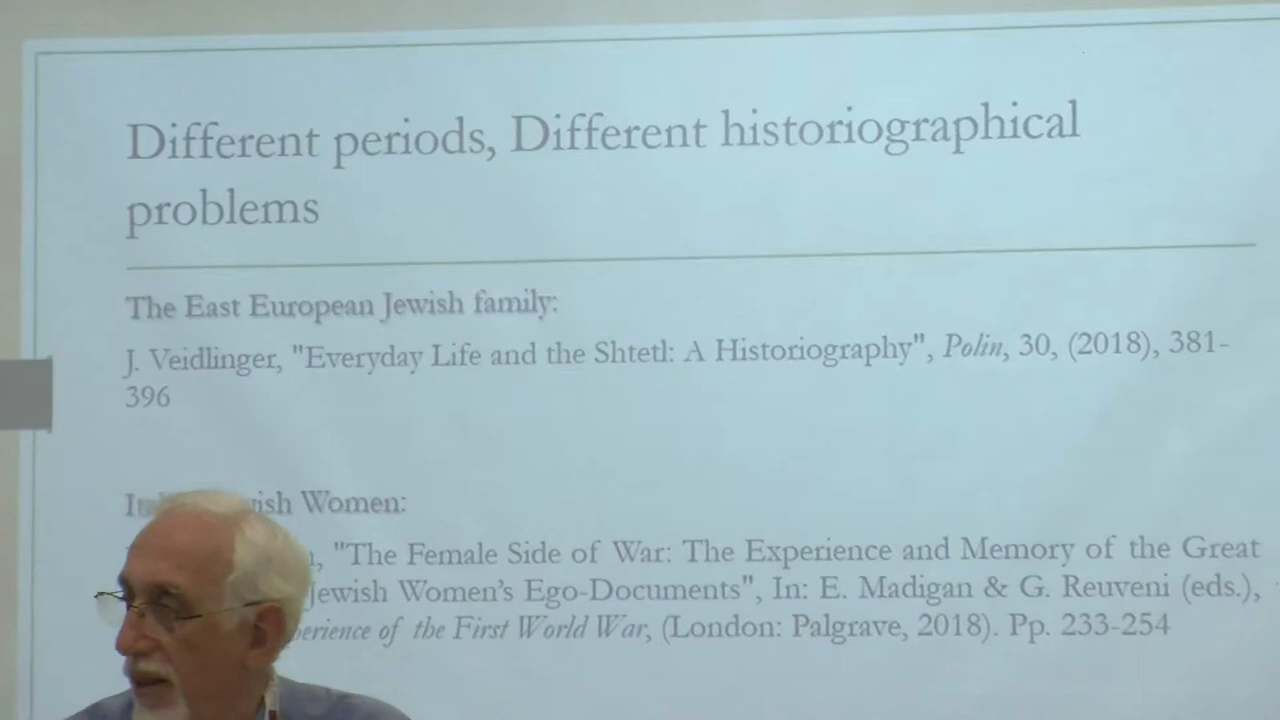 Different periods, Different historiographical
problems
The East European Jewish family:
J. Veidlinger, "Everyday Life and the Shtetl: A Historiography", Polin, 30, (2018), 381-
396
Women:
"The Female Side of War: The Experience and Memory of the Great
Jewish Women's Ego-Documents", In: E. Madigan & G. Reuveni (eds.),
of the First World War, (London: Palgrave, 2018). Pp. 233-254